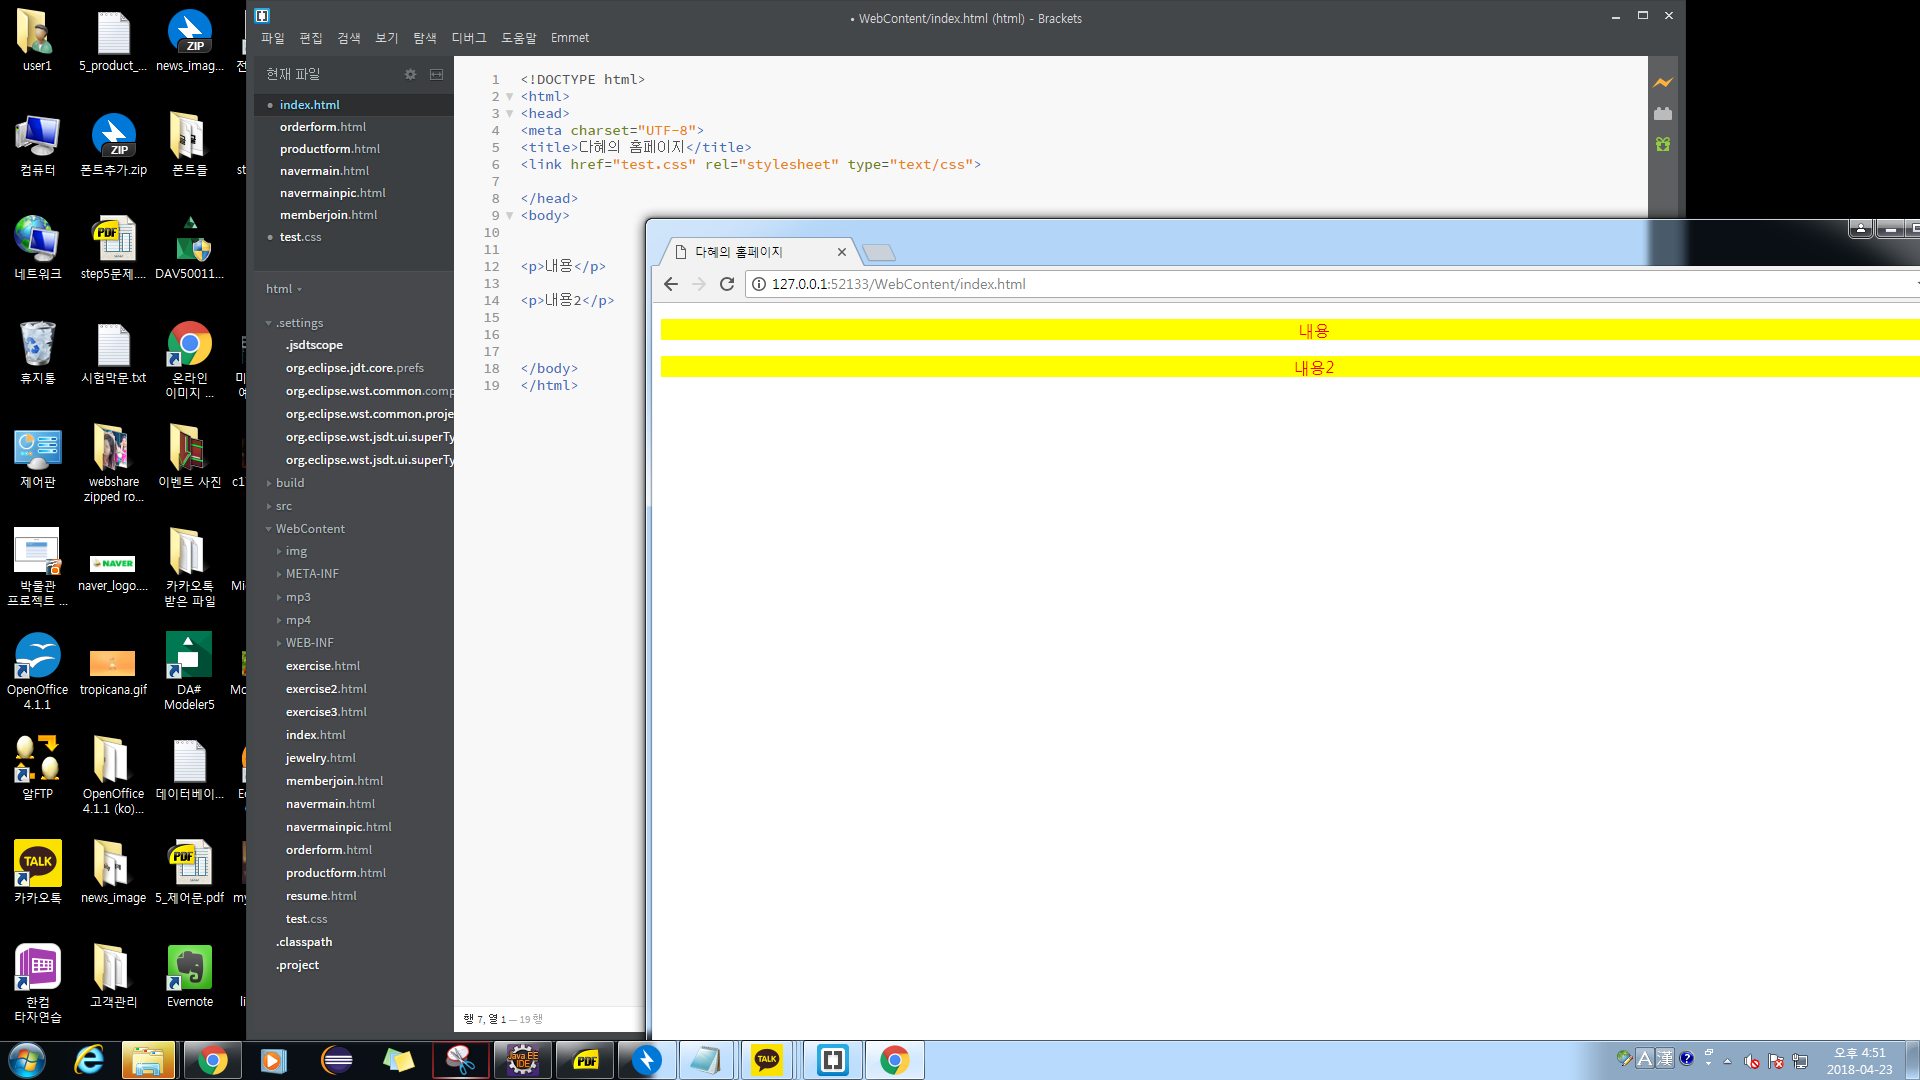 user1
5_product_...
news_imag...
컴퓨터
폰트추가.zip
폰트들
네트워크
step5문제....
DAV50011...
휴지통
시험막문.txt
온라인
이미지 ...
제어판
webshare
zipped ro...
이벤트 사진
박물관
프로젝트 ...
naver_logo....
카카오톡
받은 파일
OpenOffice
4.1.1
tropicana.gif
DA#
Modeler5
알FTP
OpenOffice
4.1.1 (ko)...
데이터베이...
카카오톡
news_image
5_제어문.pdf
한컴
타자연습
고객관리
Evernote
• WebContent/index.html (html) - Brackets
파일 편집 검색 보기 탐색 디버그 도움말 Emmet
현재 파일
• index.html
orderform.html
productform.html
navermain.html
navermainpic.html
memberjoin.html
• test.css
html
.settings
.jsdtscope
org.eclipse.jdt.core.prefs
org.eclipse.wst.common.comp
org.eclipse.wst.common.proje
org.eclipse.wst.jsdt.ui.superTy
org.eclipse.wst.jsdt.ui.superTy
build
src
WebContent
img
META-INF
mp3
mp4
WEB-INF
exercise.html
exercise2.html
exercise3.html
index.html
jewelry.html
memberjoin.html
navermain.html
navermainpic.html
orderform.html
productform.html
resume.html
test.css
.classpath
.project
1 <!DOCTYPE html>
2 <html>
3 <head>
4 <meta charset="UTF-8">
5 <title>다혜의 홈페이지</title>
6 <link href="test.css" rel="stylesheet" type="text/css">
7
8 </head>
9 <body>
10
11
12 <p>내용</p>
13
14 <p>내용2</p>
15
16
17
18 </body>
19 </html>
행 7, 열 1 — 19 행
다혜의 홈페이지
127.0.0.1:52133/WebContent/index.html
내용
내용2
오후 4:51
2018-04-23